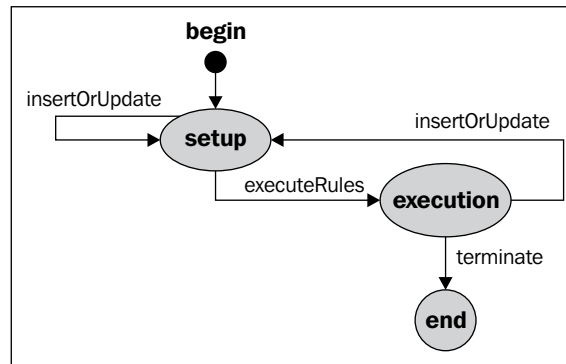 begin
insertOrUpdate
insertOrUpdate
setup
executeRules
execution
terminate
end